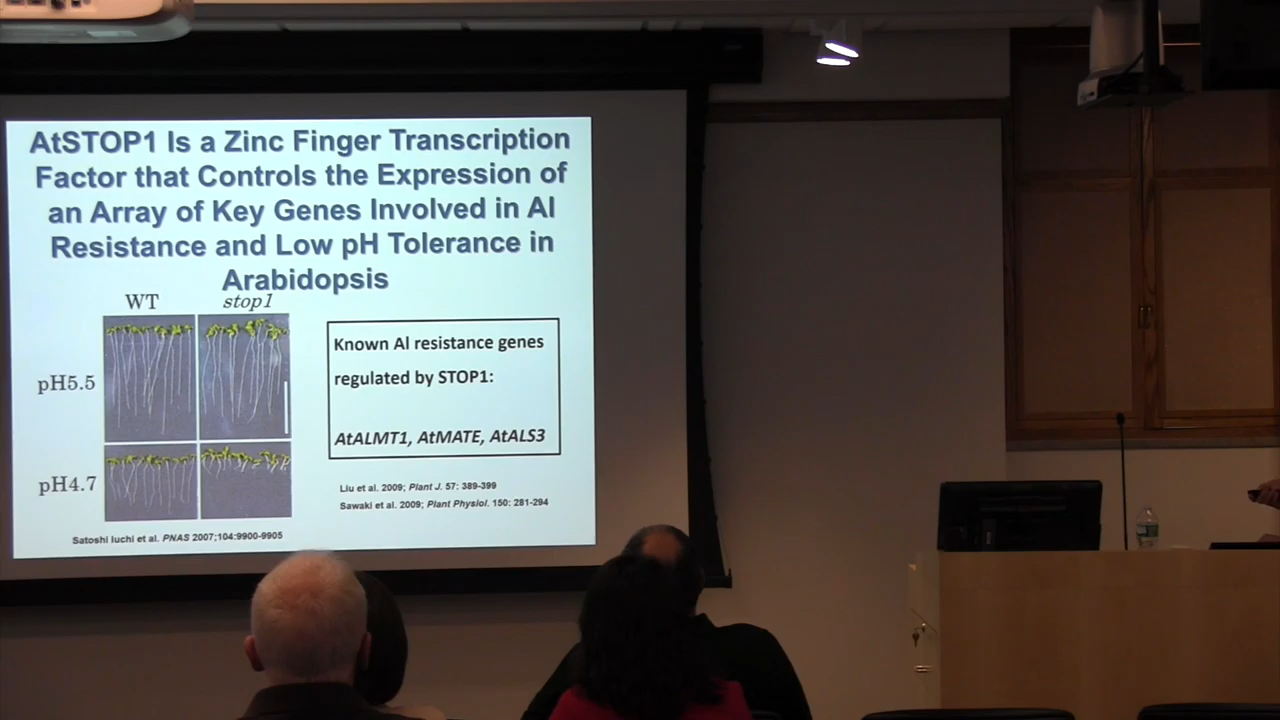 AtSTOP1 Is a Zinc Finger Transcription
Factor that Controls the Expression of
an Array of Key Genes Involved in Al
Resistance and Low pH Tolerance in
Arabidopsis
WT stop1
pH5.5
pH4.7
Known Al resistance genes
regulated by STOP1:
AtALMT1, AtMATE, AtALS3
Liu et al. 2009; Plant J. 57: 389-399
Sawaki et al. 2009; Plant Physiol. 150: 281-294
Satoshi Iuchi et al. PNAS 2007;104:9900-9905